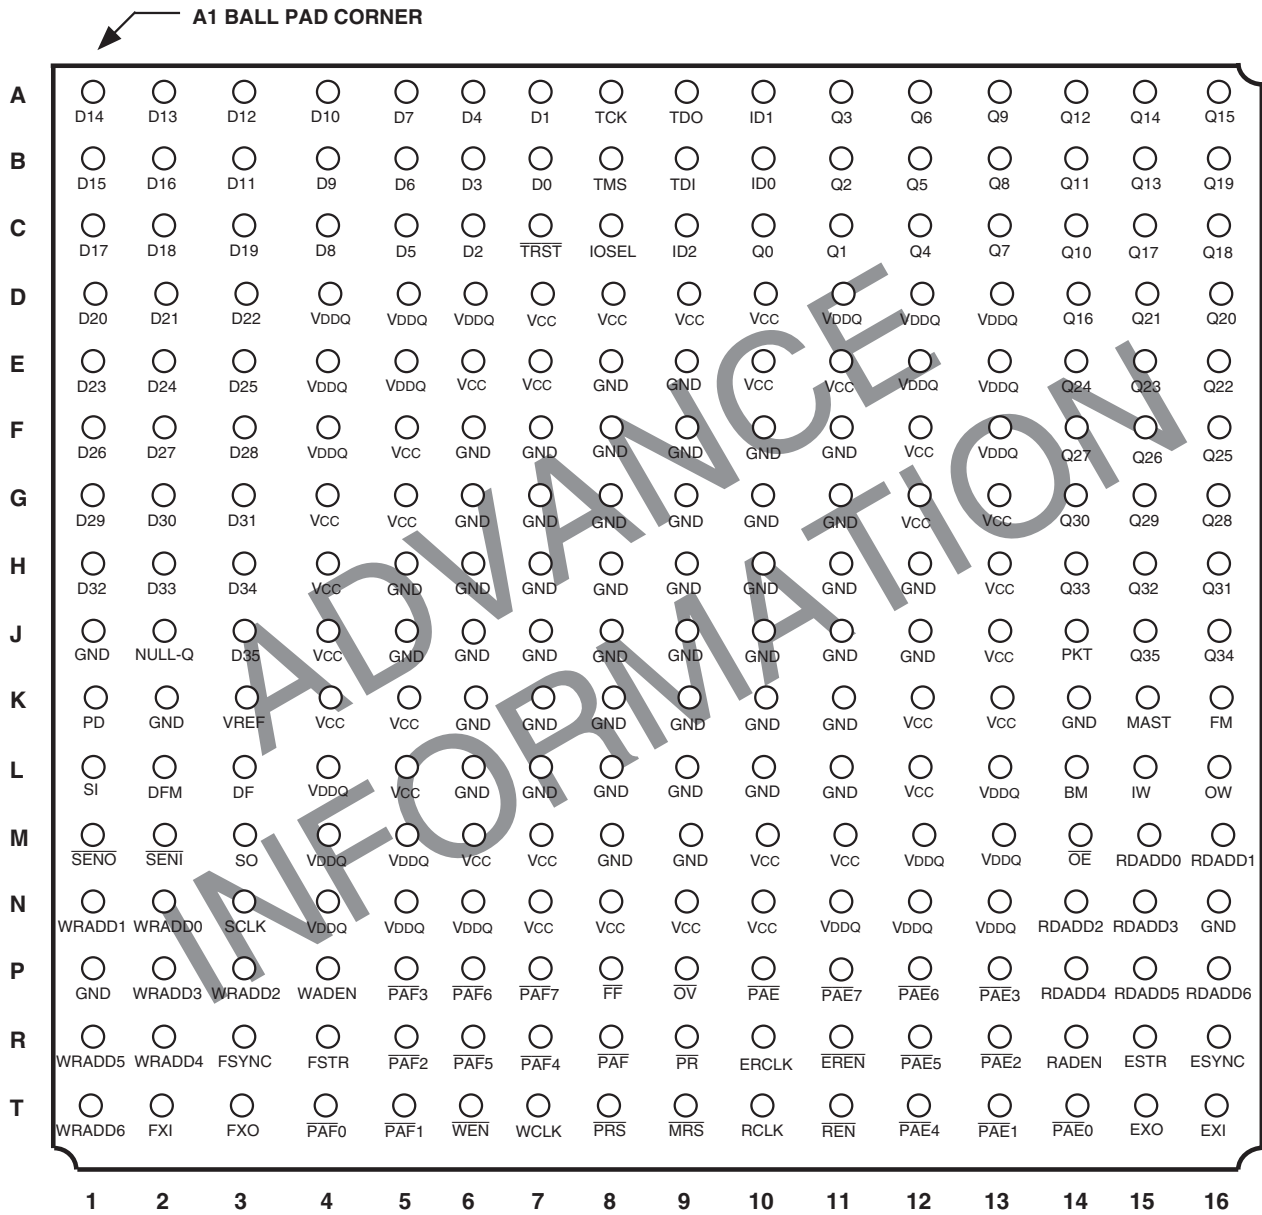 A1 BALL PAD CORNER
A
D14 D13 D12 D10 D7 D4 D1 TCK TDO ID1 Q3 Q6 Q9 Q12 Q14 Q15
B
D15 D16 D11 D9 D6 D3 D0 TMS TDI ID0 Q2 Q5 Q8 Q11 Q13 Q19
C
D17 D18 D19 D8 D5 D2 TRST IOSEL ID2 Q0 Q1 Q4 Q7 Q10 Q17 Q18
D
D20 D21 D22 VDDQ VDDQ VDDQ VCC VCC VCC VCC VDDQ VDDQ VDDQ Q16 Q21 Q20
E
D23 D24 D25 VDDQ VDDQ VCC VCC GND GND VCC VCC VDDQ VDDQ Q24 Q23 Q22
F
D26 D27 D28 VDDQ VCC GND GND GND GND GND GND VCC VDDQ Q27 Q26 Q25
G
D29 D30 D31 VCC VCC GND GND GND GND GND GND VCC VCC Q30 Q29 Q28
H
D32 D33 D34 VCC GND GND GND GND GND GND GND GND VCC Q33 Q32 Q31
J
GND NULL-Q D35 VCC GND GND GND GND GND GND GND GND VCC PKT Q35 Q34
K
PD GND VREF VCC VCC GND GND GND GND GND GND VCC VCC GND MAST FM
L
SI DFM DF VDDQ VCC GND GND GND GND GND GND VCC VDDQ BM IW OW
M
SENO SENI SO VDDQ VDDQ VCC VCC GND GND VCC VCC VDDQ VDDQ OE RDADD0 RDADD1
N
WRADD1 WRADD0 SCLK VDDQ VDDQ VDDQ VCC VCC VCC VCC VDDQ VDDQ VDDQ RDADD2 RDADD3 GND
P
GND WRADD3 WRADD2 WADEN PAF3 PAF6 PAF7 FF OV PAE PAE7 PAE6 PAE3 RDADD4 RDADD5 RDADD6
R
WRADD5 WRADD4 FSYNC FSTR PAF2 PAF5 PAF4 PAF PR ERCLK EREN PAE5 PAE2 RADEN ESTR ESYNC
T
WRADD6 FXI FXO PAF0 PAF1 WEN WCLK PRS MRS RCLK REN PAE4 PAE1 PAE0 EXO EXI
1 2 3 4 5 6 7 8 9 10 11 12 13 14 15 16
ADVANCE
INFORMATION